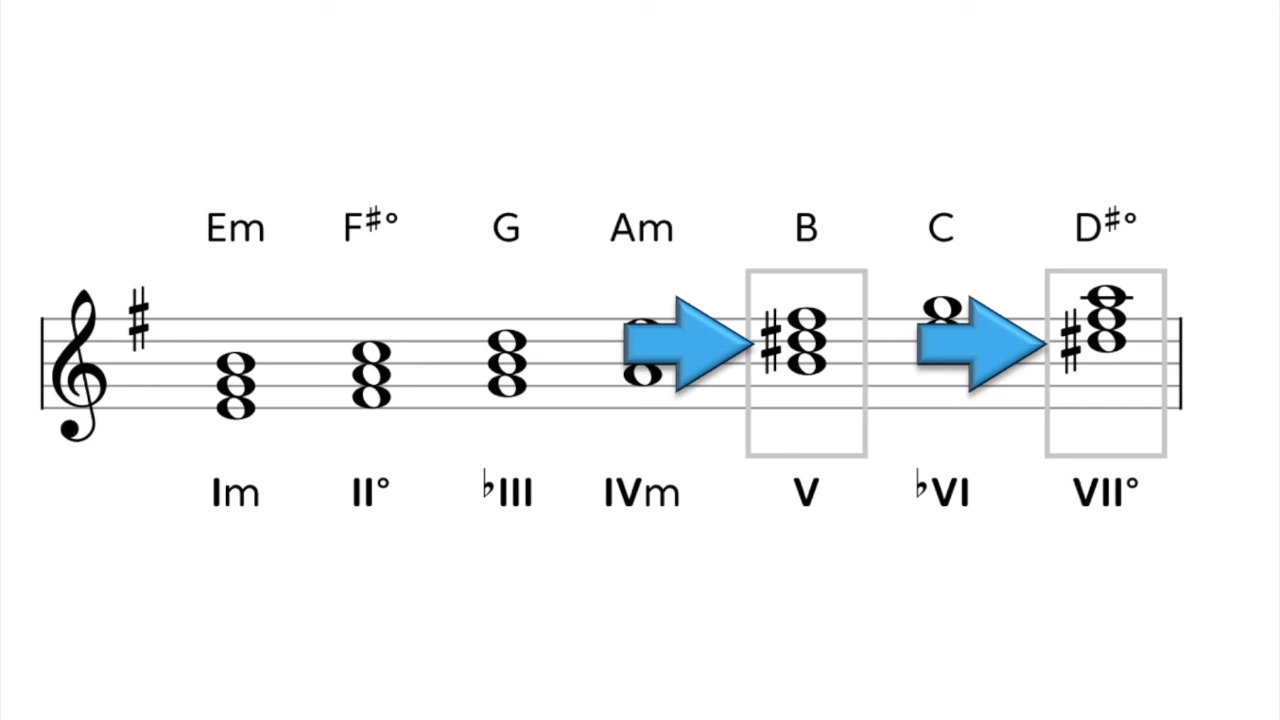 Em F♯° G Am B C D♯°
Im II° ♭III IVm V ♭VI VII°